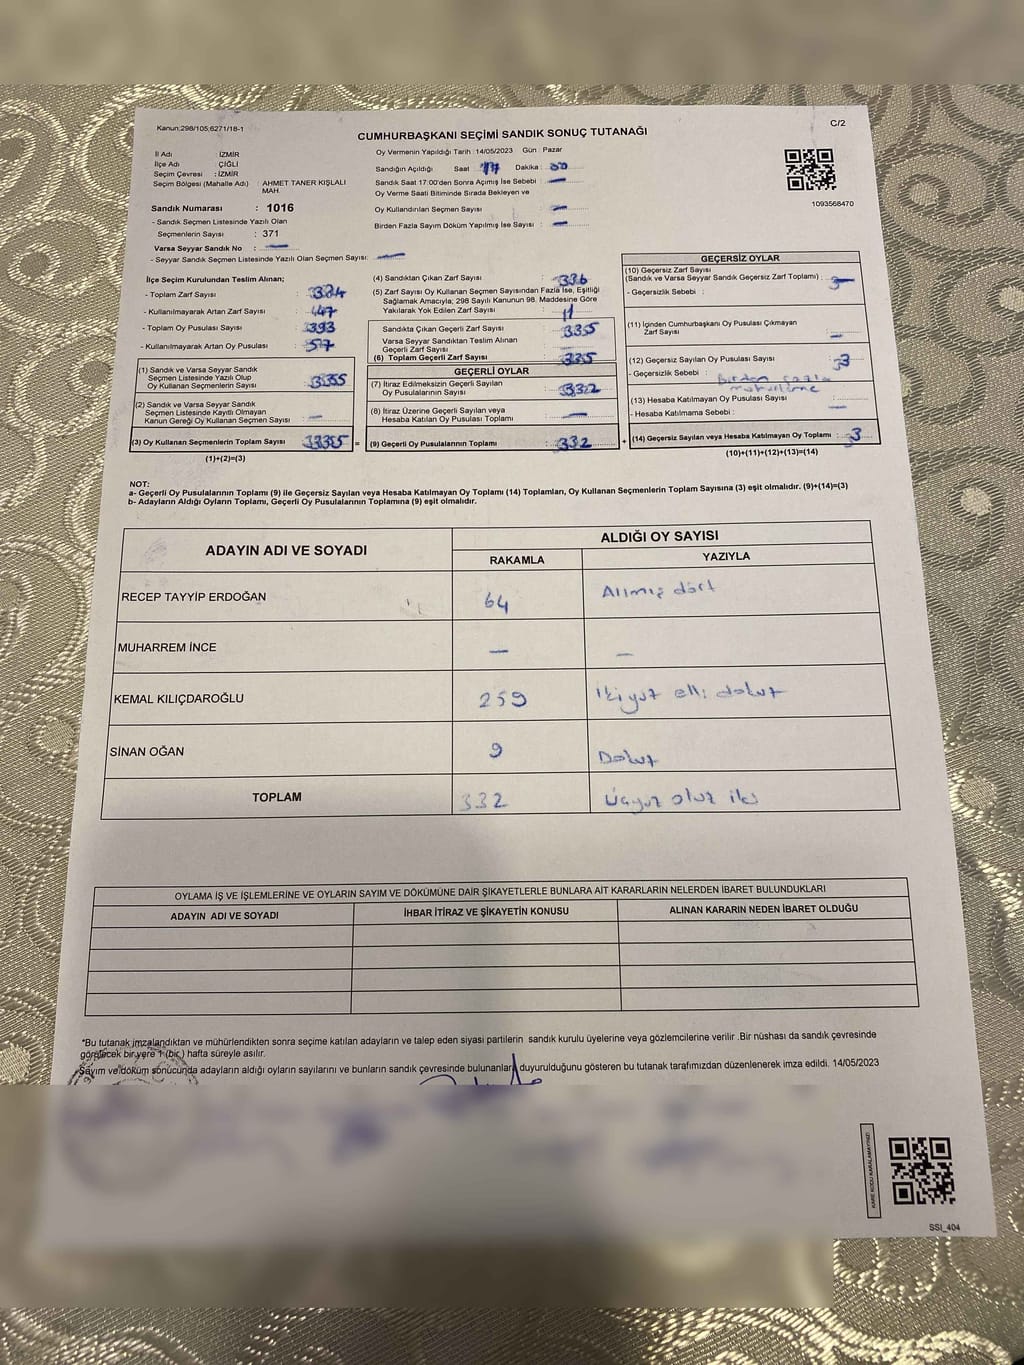 Kanun:298/105;6271/18-1
C/2
CUMHURBAŞKANI SEÇİMİ SANDIK SONUÇ TUTANAĞI
İl Adı : İZMİR
İlçe Adı : ÇİĞLİ
Seçim Çevresi : İZMİR
Seçim Bölgesi (Mahalle Adı) : AHMET TANER KIŞLALI MAH.
Sandık Numarası : 1016
- Sandık Seçmen Listesinde Yazılı Olan
Seçmenlerin Sayısı : 371
Varsa Seyyar Sandık No : —
- Seyyar Sandık Seçmen Listesinde Yazılı Olan Seçmen Sayısı: —
Oy Vermenin Yapıldığı Tarih : 14/05/2023 Gün : Pazar
Sandığın Açıldığı Saat 17 Dakika : 00
Sandık Saat 17:00'den Sonra Açılmış İse Sebebi : —
Oy Verme Saati Bitiminde Sırada Bekleyen ve
Oy Kullandırılan Seçmen Sayısı : —
Birden Fazla Sayım Döküm Yapılmış İse Sayısı : —
1093568470
İlçe Seçim Kurulundan Teslim Alınan;
- Toplam Zarf Sayısı :
- Kullanılmayarak Artan Zarf Sayısı : 447
- Toplam Oy Pusulası Sayısı : 393
- Kullanılmayarak Artan Oy Pusulası :
(1) Sandık ve Varsa Seyyar Sandık
Seçmen Listesinde Yazılı Olup
Oy Kullanan Seçmenlerin Sayısı :
(2) Sandık ve Varsa Seyyar Sandık
Seçmen Listesinde Kayıtlı Olmayan
Kanun Gereği Oy Kullanan Seçmen Sayısı : —
(3) Oy Kullanan Seçmenlerin Toplam Sayısı : =
(1)+(2)=(3)
(4) Sandıktan Çıkan Zarf Sayısı : 336
(5) Zarf Sayısı Oy Kullanan Seçmen Sayısından Fazla İse, Eşitliği
Sağlamak Amacıyla; 298 Sayılı Kanunun 98. Maddesine Göre
Yakılarak Yok Edilen Zarf Sayısı :
Sandıkta Çıkan Geçerli Zarf Sayısı : 335
Varsa Seyyar Sandıktan Teslim Alınan
Geçerli Zarf Sayısı :
(6) Toplam Geçerli Zarf Sayısı : 335
GEÇERLİ OYLAR
(7) İtiraz Edilmeksizin Geçerli Sayılan
Oy Pusulalarının Sayısı :
(8) İtiraz Üzerine Geçerli Sayılan veya
Hesaba Katılan Oy Pusulası Toplamı : —
(9) Geçerli Oy Pusulalarının Toplamı : 332 +
GEÇERSİZ OYLAR
(10) Geçersiz Zarf Sayısı
(Sandık ve Varsa Seyyar Sandık Geçersiz Zarf Toplamı) :
- Geçersizlik Sebebi :
(11) İçinden Cumhurbaşkanı Oy Pusulası Çıkmayan
Zarf Sayısı : —
(12) Geçersiz Sayılan Oy Pusulası Sayısı : 3
- Geçersizlik Sebebi : Birden fazla
mühürleme
(13) Hesaba Katılmayan Oy Pusulası Sayısı : —
- Hesaba Katılmama Sebebi :
(14) Geçersiz Sayılan veya Hesaba Katılmayan Oy Toplamı : 3
(10)+(11)+(12)+(13)=(14)
NOT:
a- Geçerli Oy Pusulalarının Toplamı (9) ile Geçersiz Sayılan veya Hesaba Katılmayan Oy Toplamı (14) Toplamları, Oy Kullanan Seçmenlerin Toplam Sayısına (3) eşit olmalıdır. (9)+(14)=(3)
b- Adayların Aldığı Oyların Toplamı, Geçerli Oy Pusulalarının Toplamına (9) eşit olmalıdır.
ADAYIN ADI VE SOYADI
ALDIĞI OY SAYISI
RAKAMLA YAZIYLA
RECEP TAYYİP ERDOĞAN 64 Altmış dört
MUHARREM İNCE — —
KEMAL KILIÇDAROĞLU 259 ikiyüz elli dokuz
SİNAN OĞAN 9 Dokuz
TOPLAM 332 Üçyüz otuz iki
OYLAMA İŞ VE İŞLEMLERİNE VE OYLARIN SAYIM VE DÖKÜMÜNE DAİR ŞİKAYETLERLE BUNLARA AİT KARARLARIN NELERDEN İBARET BULUNDUKLARI
ADAYIN ADI VE SOYADI İHBAR İTİRAZ VE ŞİKAYETİN KONUSU ALINAN KARARIN NEDEN İBARET OLDUĞU
*Bu tutanak imzalandıktan ve mühürlendikten sonra seçime katılan adayların ve talep eden siyasi partilerin sandık kurulu üyelerine veya gözlemcilerine verilir .Bir nüshası da sandık çevresinde
görülecek bir yere 1 (bir ) hafta süreyle asılır.
Sayım ve döküm sonucunda adayların aldığı oyların sayılarını ve bunların sandık çevresinde bulunanlara duyurulduğunu gösteren bu tutanak tarafımızdan düzenlenerek imza edildi. 14/05/2023
KARE KODU KARALAMAYINIZ!
SSI_404